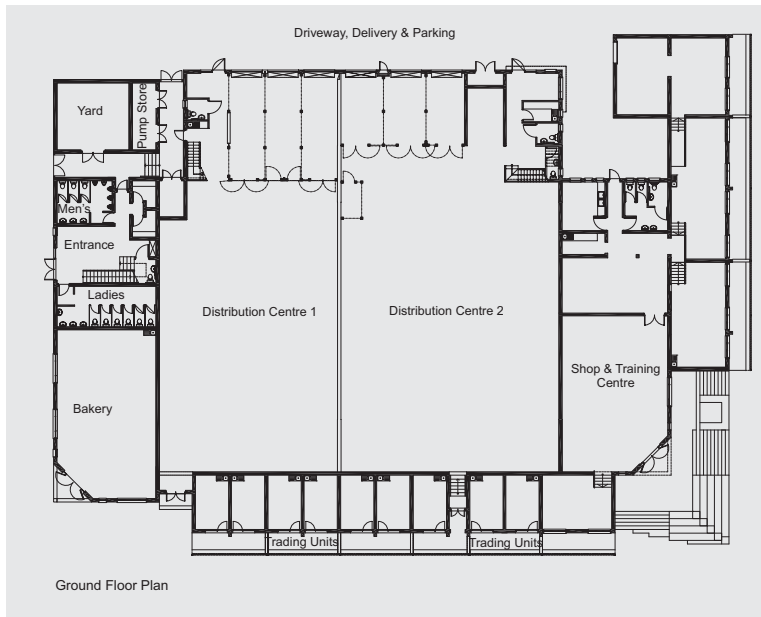 Driveway, Delivery & Parking
Yard
Pump Store
Men's
Entrance
Ladies
Distribution Centre 1
Distribution Centre 2
Shop & Training
Centre
Bakery
Trading Units
Trading Units
Ground Floor Plan